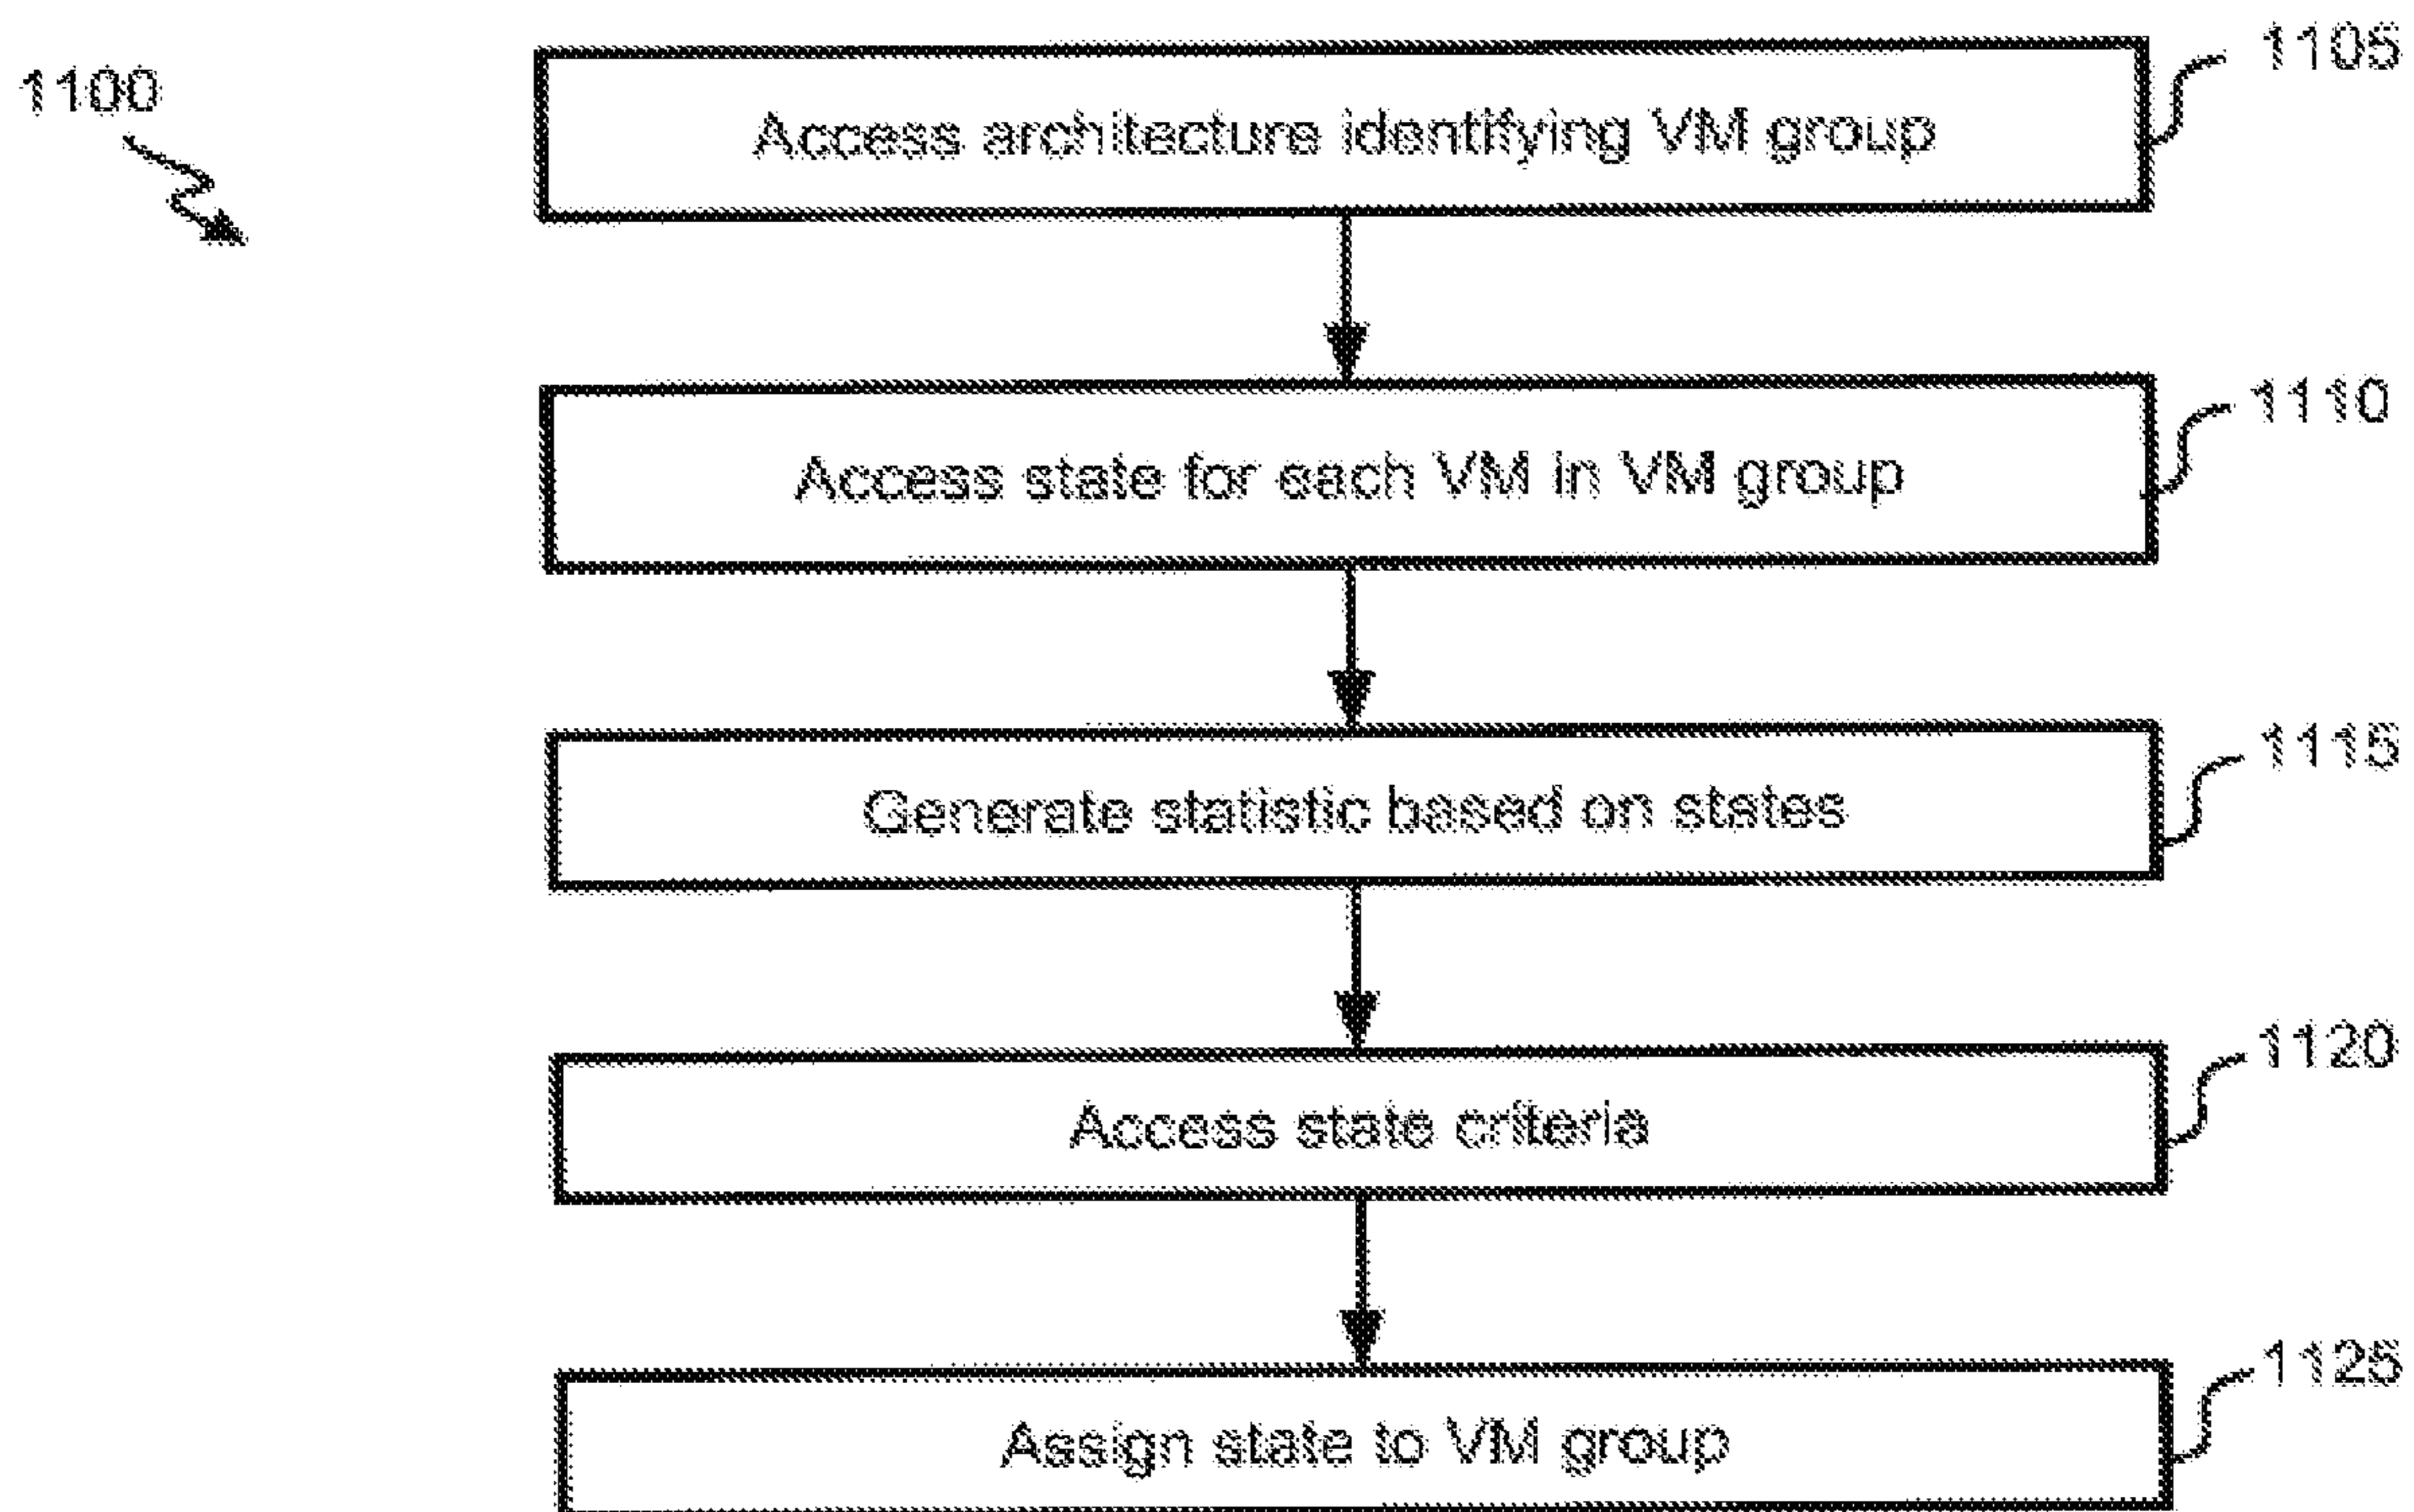 1100
Access architecture identifying VM group
1105
Access state for each VM in VM group
1110
Generate statistic based on states
1115
Access state criteria
1120
Assign state to VM group
1125